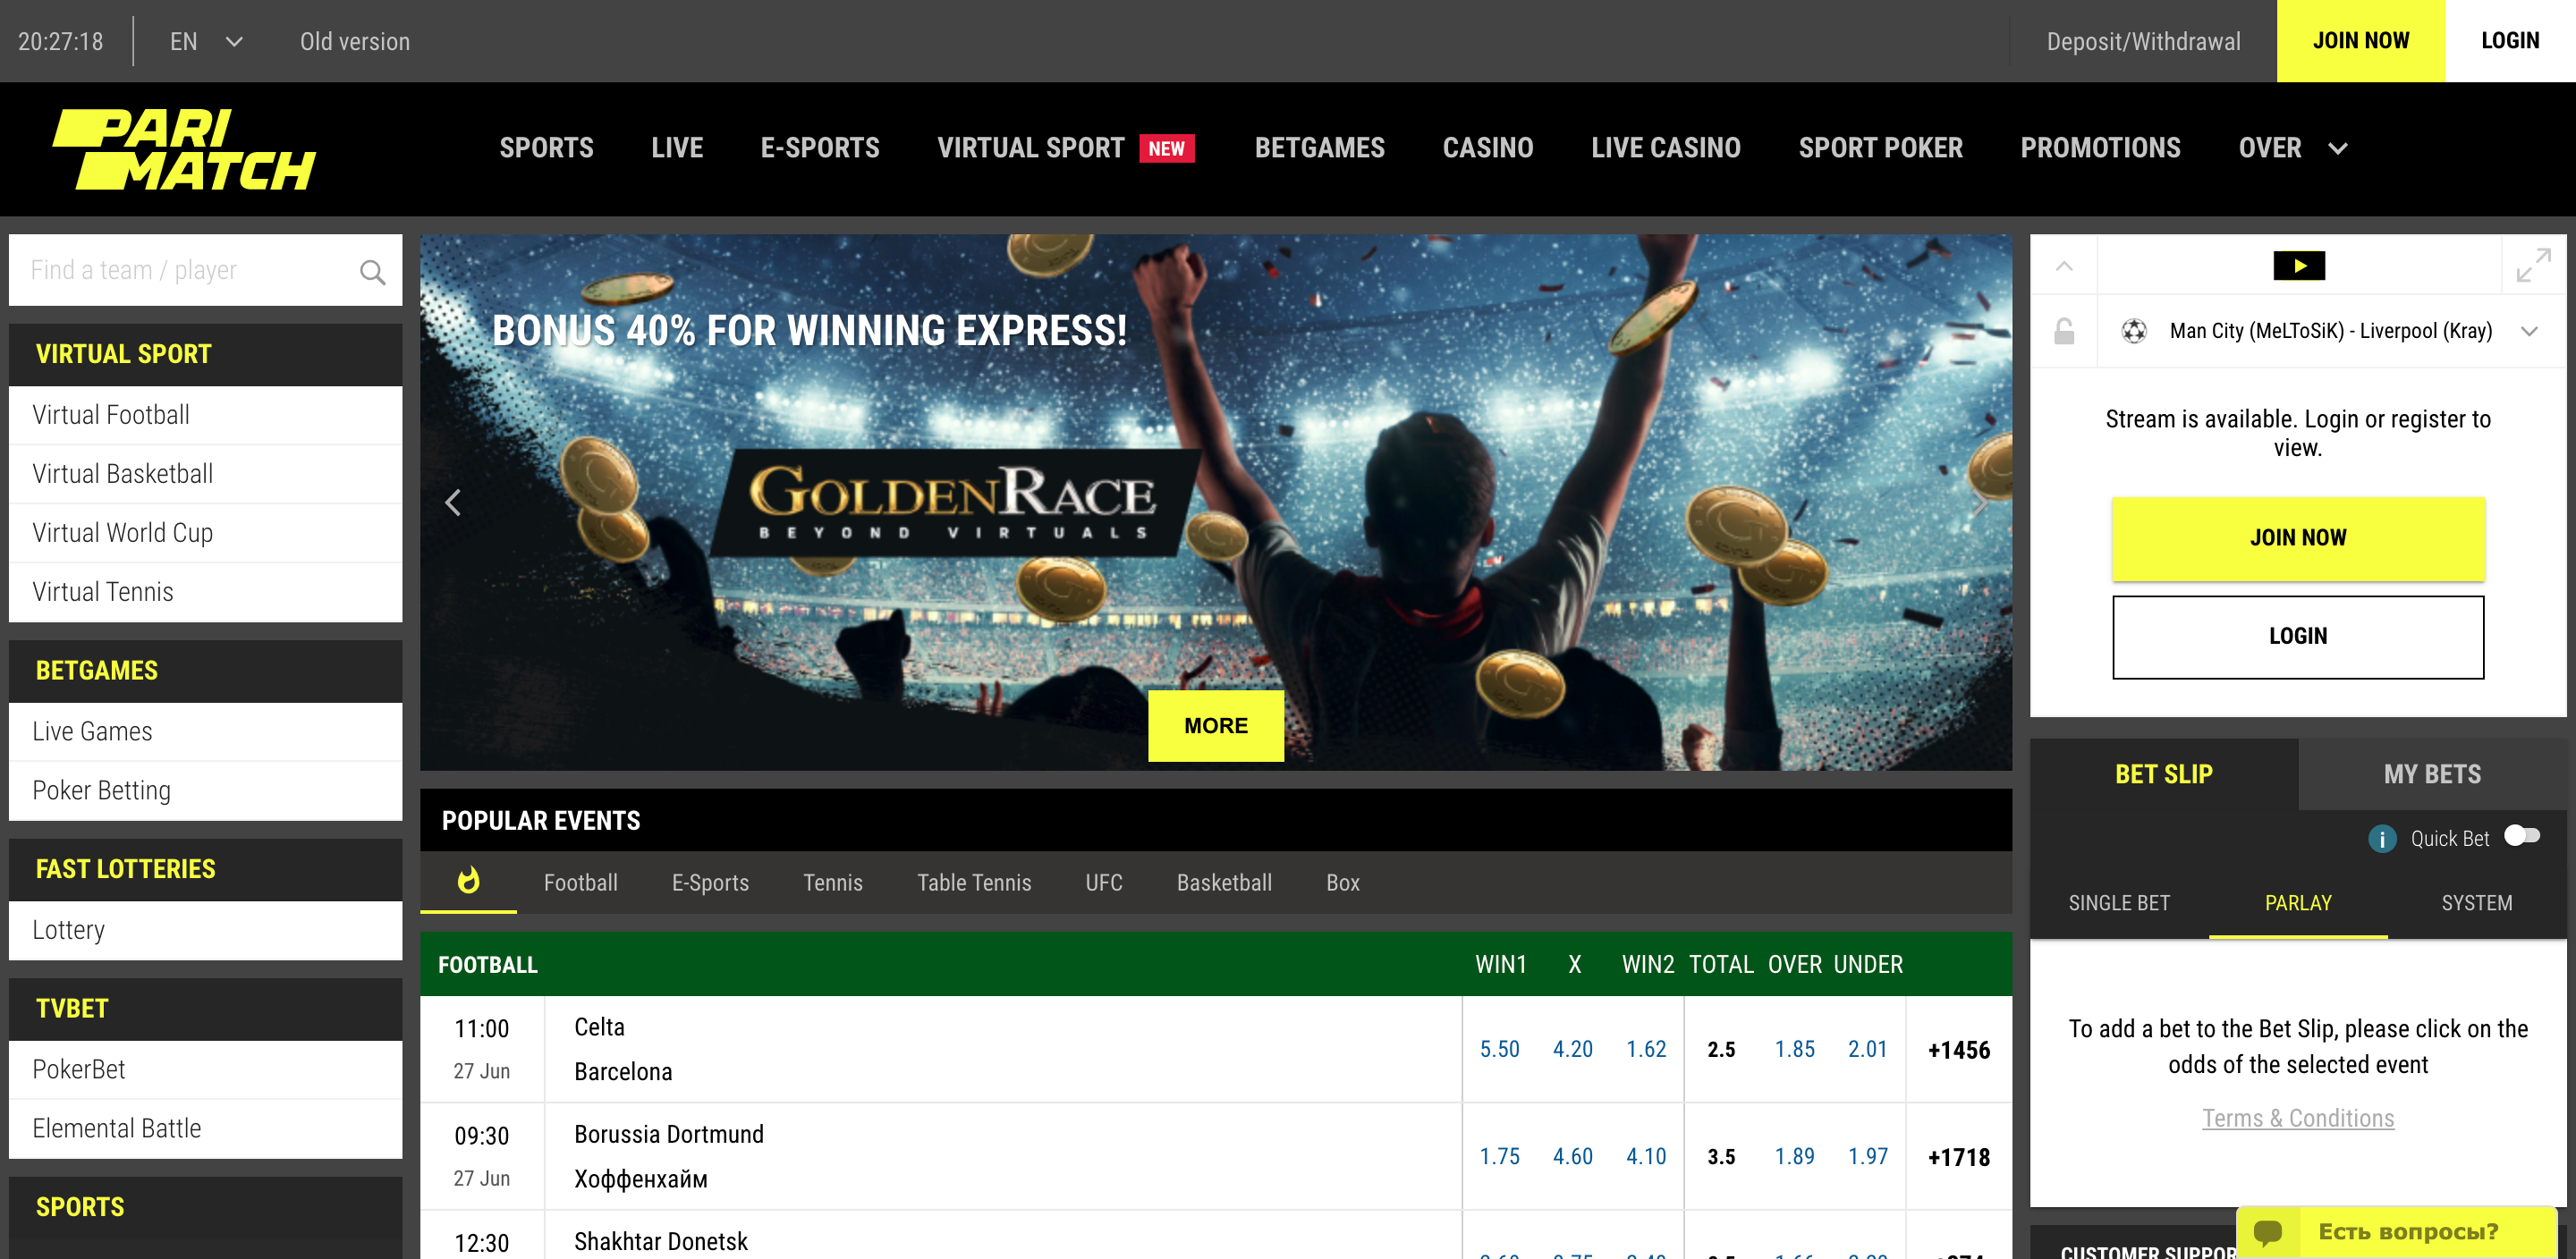 20:27:18
EN
Old version
Deposit/Withdrawal
JOIN NOW
LOGIN
PARI MATCH
SPORTS
LIVE
E-SPORTS
VIRTUAL SPORT NEW
BETGAMES
CASINO
LIVE CASINO
SPORT POKER
PROMOTIONS
OVER
Find a team / player
VIRTUAL SPORT
Virtual Football
Virtual Basketball
Virtual World Cup
Virtual Tennis
BETGAMES
Live Games
Poker Betting
FAST LOTTERIES
Lottery
TVBET
PokerBet
Elemental Battle
SPORTS
BONUS 40% FOR WINNING EXPRESS!
GOLDENRACE
BEYOND VIRTUALS
MORE
POPULAR EVENTS
Football
E-Sports
Tennis
Table Tennis
UFC
Basketball
Box
FOOTBALL WIN1 X WIN2 TOTAL OVER UNDER
11:00 Celta
27 Jun Barcelona
5.50 4.20 1.62 2.5 1.85 2.01 +1456
09:30 Borussia Dortmund
27 Jun Хоффенхайм
1.75 4.60 4.10 3.5 1.89 1.97 +1718
12:30 Shakhtar Donetsk
Man City (MeLToSiK) - Liverpool (Kray)
Stream is available. Login or register to
view.
JOIN NOW
LOGIN
BET SLIP
MY BETS
i Quick Bet
SINGLE BET
PARLAY
SYSTEM
To add a bet to the Bet Slip, please click on the
odds of the selected event
Terms & Conditions
CUSTOMER SUPPOR
Есть вопросы?